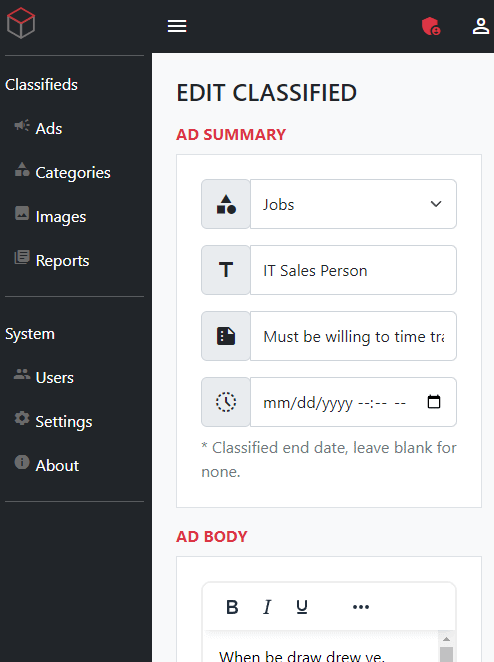 Classifieds
Ads
Categories
Images
Reports
System
Users
Settings
About
EDIT CLASSIFIED
AD SUMMARY
Jobs
IT Sales Person
Must be willing to time tra
mm/dd/yyyy --:-- --
* Classified end date, leave blank for
none.
AD BODY
B I U
When be draw drew ye.